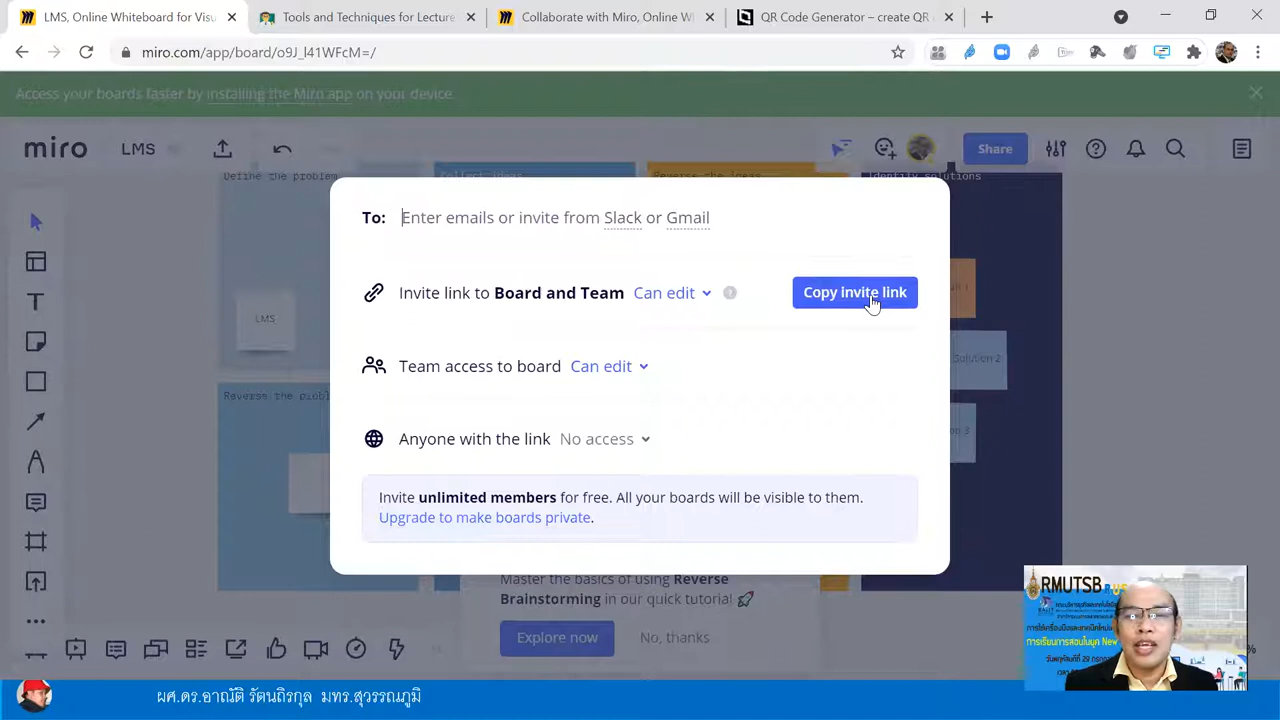 LMS, Online Whiteboard for Visu
Tools and Techniques for Lecture
Collaborate with Miro, Online W
QR Code Generator – create QR
miro.com/app/board/o9J_l41WFcM=/
Access your boards faster by installing the Miro app on your device.
miro
LMS
Share
Define the problem
Collect ideas
Reverse the ideas
Identify solutions
To: Enter emails or invite from Slack or Gmail
Invite link to Board and Team Can edit
Copy invite link
LMS
Solution 2
Team access to board Can edit
Reverse the problem
Anyone with the link No access
Invite unlimited members for free. All your boards will be visible to them.
Upgrade to make boards private.
Master the basics of using Reverse
Brainstorming in our quick tutorial! 🚀
Explore now
No, thanks
RMUTSB
ผศ.ดร.อาณัติ รัตนถิรกุล มทร.สุวรรณภูมิ